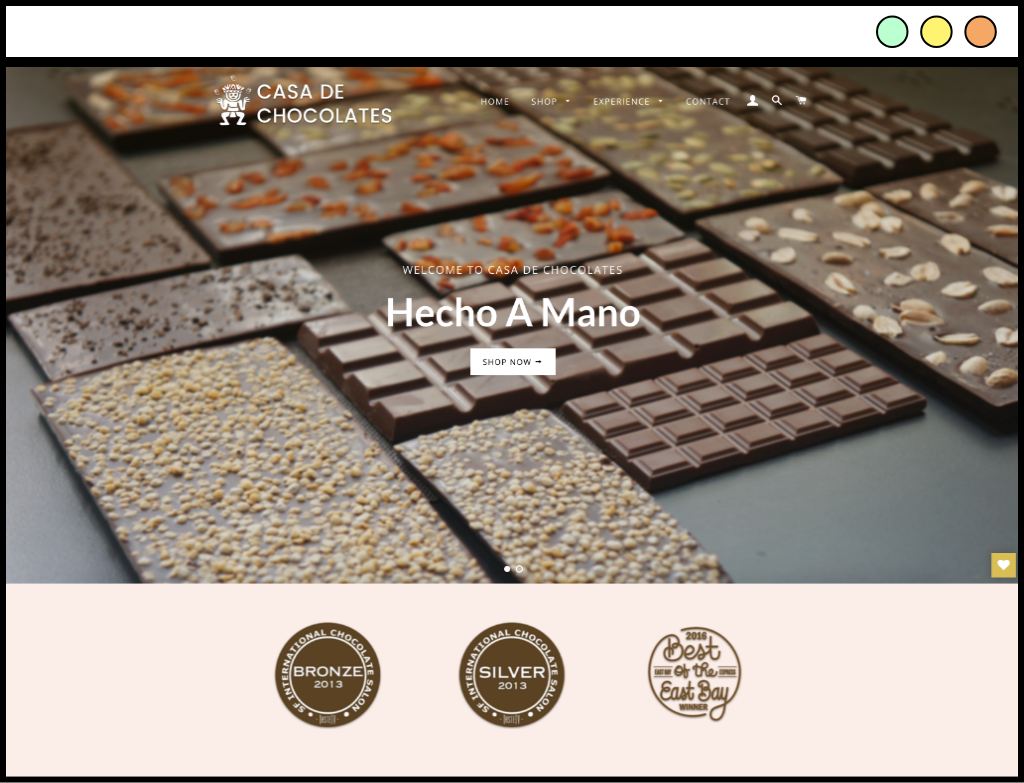 CASA DE
CHOCOLATES
HOME SHOP EXPERIENCE CONTACT
WELCOME TO CASA DE CHOCOLATES
Hecho A Mano
SHOP NOW →
SF INTERNATIONAL CHOCOLATE SALON
BRONZE
2013
TASTETV
SF INTERNATIONAL CHOCOLATE SALON
SILVER
2013
TASTETV
2016
Best
EAST BAY of the EXPRESS
East Bay
WINNER